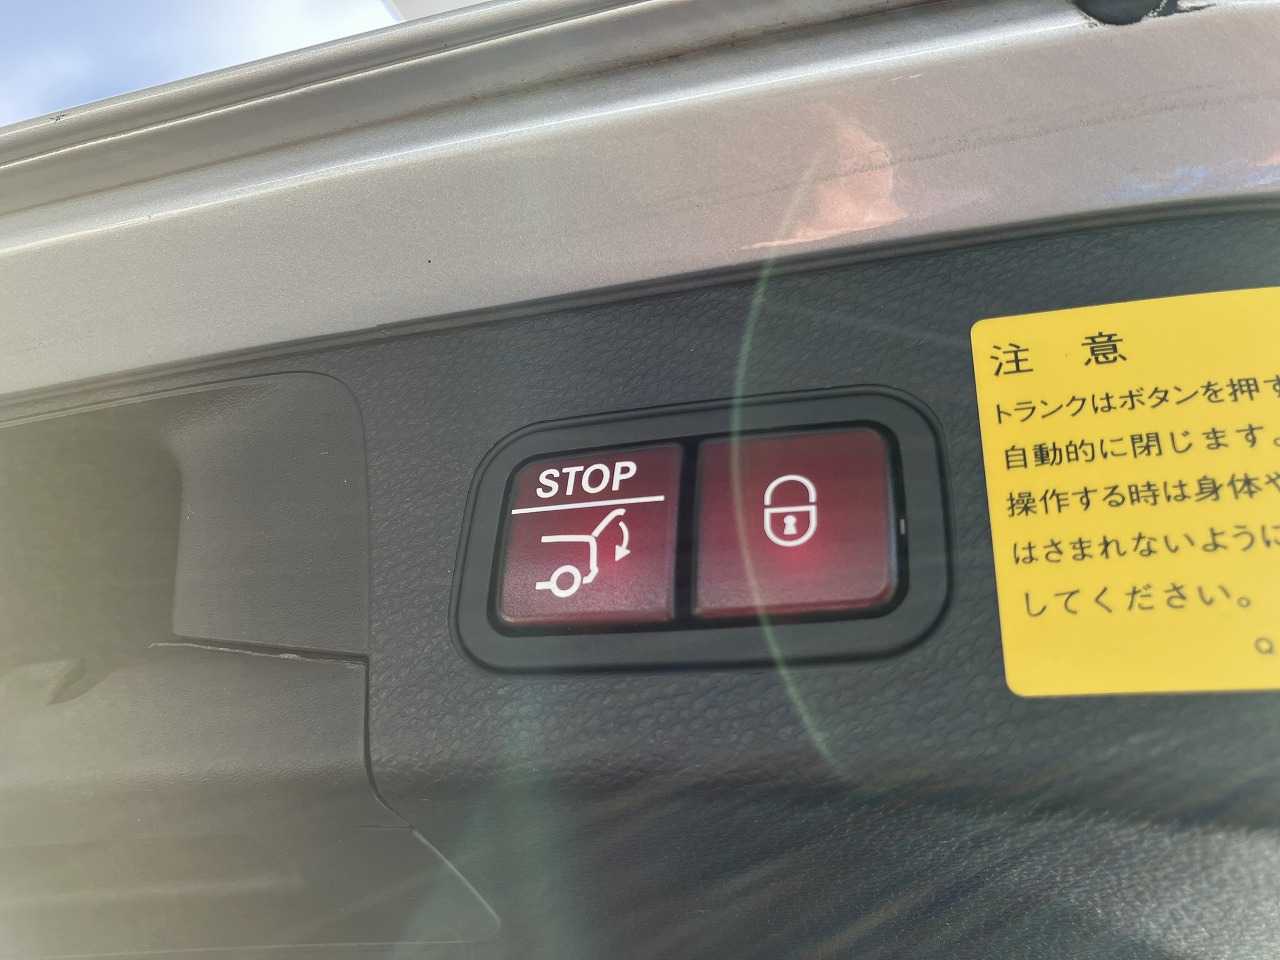 STOP
注 意
トランクはボタンを押す
自動的に閉じます。
操作する時は身体や
はさまれないように
してください。
Q